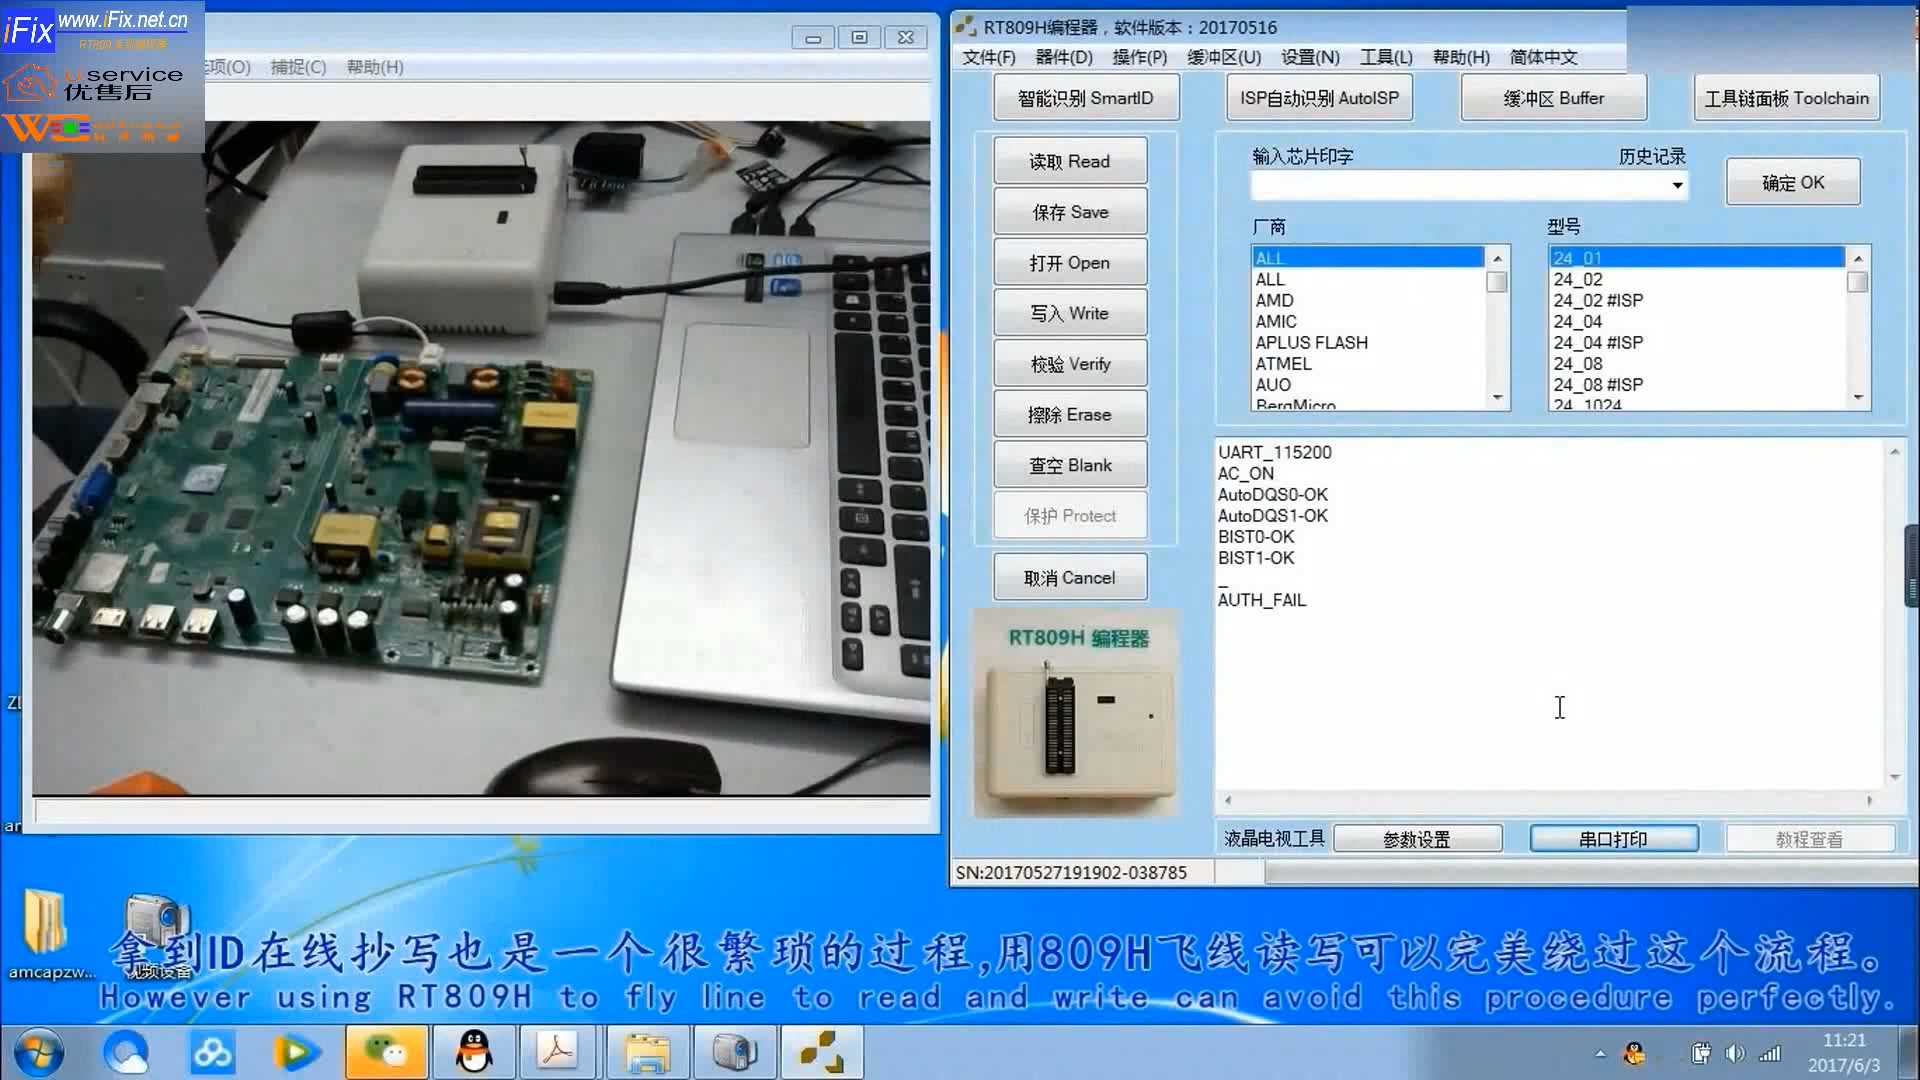 iFix
www.iFix.net.cn
u service
优售后
项(O) 捕捉(C) 帮助(H)
RT809H编程器，软件版本：20170516
文件(F) 器件(D) 操作(P) 缓冲区(U) 设置(N) 工具(L) 帮助(H) 简体中文
智能识别 SmartID
ISP自动识别 AutoISP
缓冲区 Buffer
工具链面板 Toolchain
读取 Read
保存 Save
打开 Open
写入 Write
校验 Verify
擦除 Erase
查空 Blank
保护 Protect
取消 Cancel
RT809H 编程器
输入芯片印字
历史记录
确定 OK
厂商
ALL
ALL
AMD
AMIC
APLUS FLASH
ATMEL
AUO
BergMicro
型号
24_01
24_02
24_02 #ISP
24_04
24_04 #ISP
24_08
24_08 #ISP
24_1024
UART_115200
AC_ON
AutoDQS0-OK
AutoDQS1-OK
BIST0-OK
BIST1-OK
_
AUTH_FAIL
液晶电视工具
参数设置
串口打印
教程查看
SN:20170527191902-038785
amcapzw...
视频设备
拿到ID在线抄写也是一个很繁琐的过程,用809H飞线读写可以完美绕过这个流程。
However using RT809H to fly line to read and write can avoid this procedure perfectly.
11:21
2017/6/3